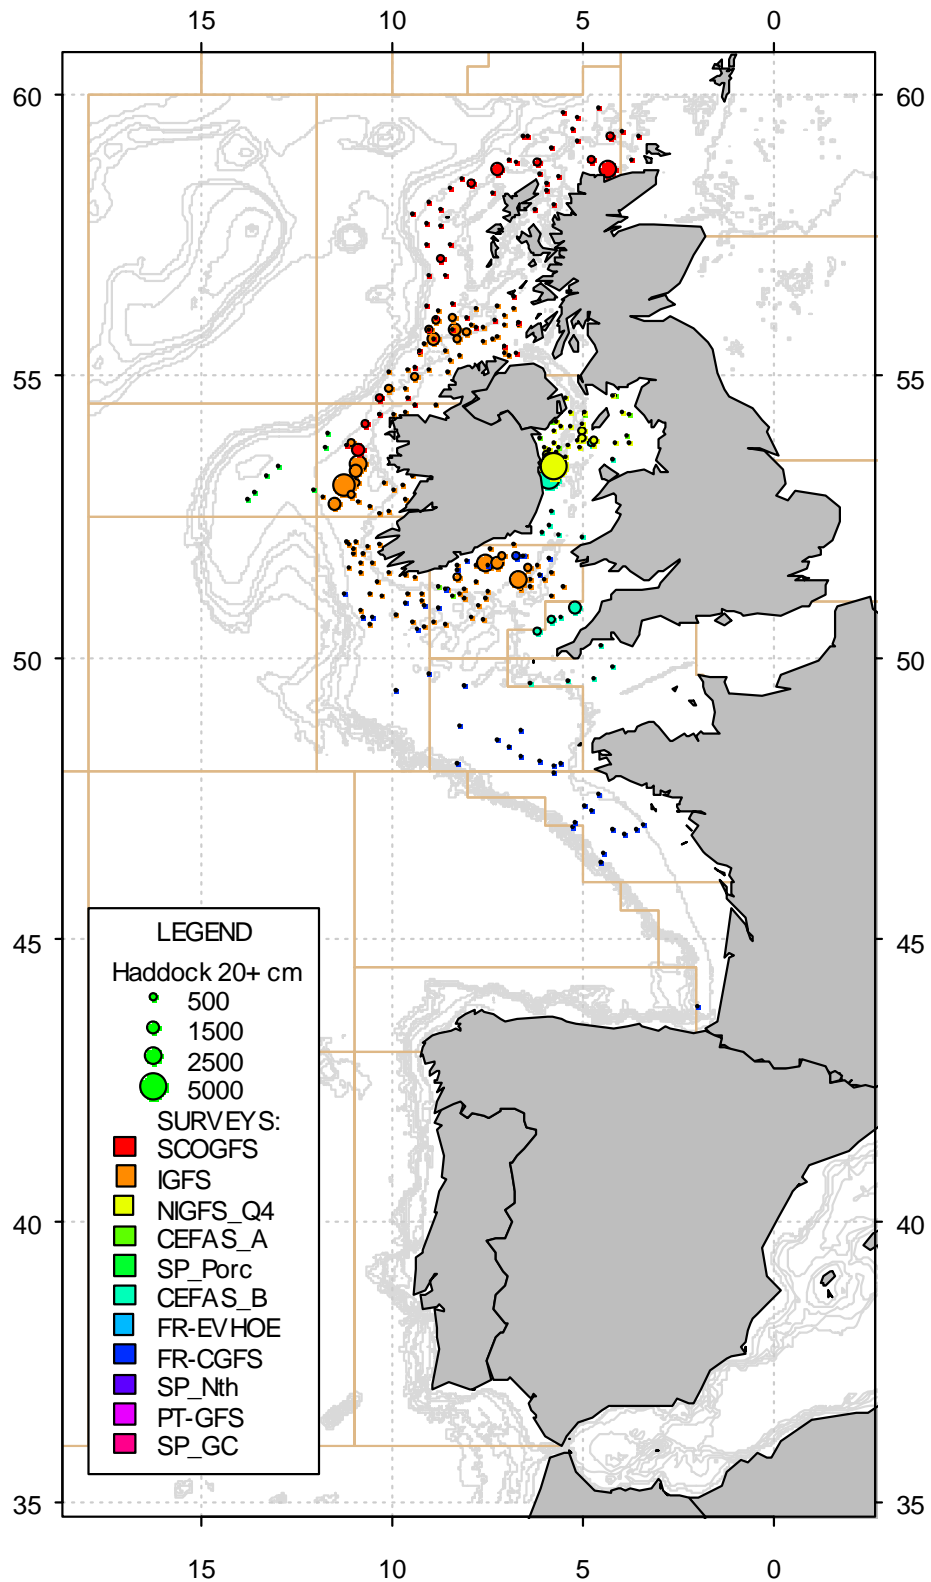 15 10 5 0
60 60
55 55
50 50
45 45
LEGEND
Haddock 20+ cm
500
1500
2500
5000
SURVEYS:
SCOGFS
IGFS
NIGFS_Q4
40 40
CEFAS_A
SP_Porc
CEFAS_B
FR-EVHOE
FR-CGFS
SP_Nth
PT-GFS
SP_GC
35 35
15 10 5 0